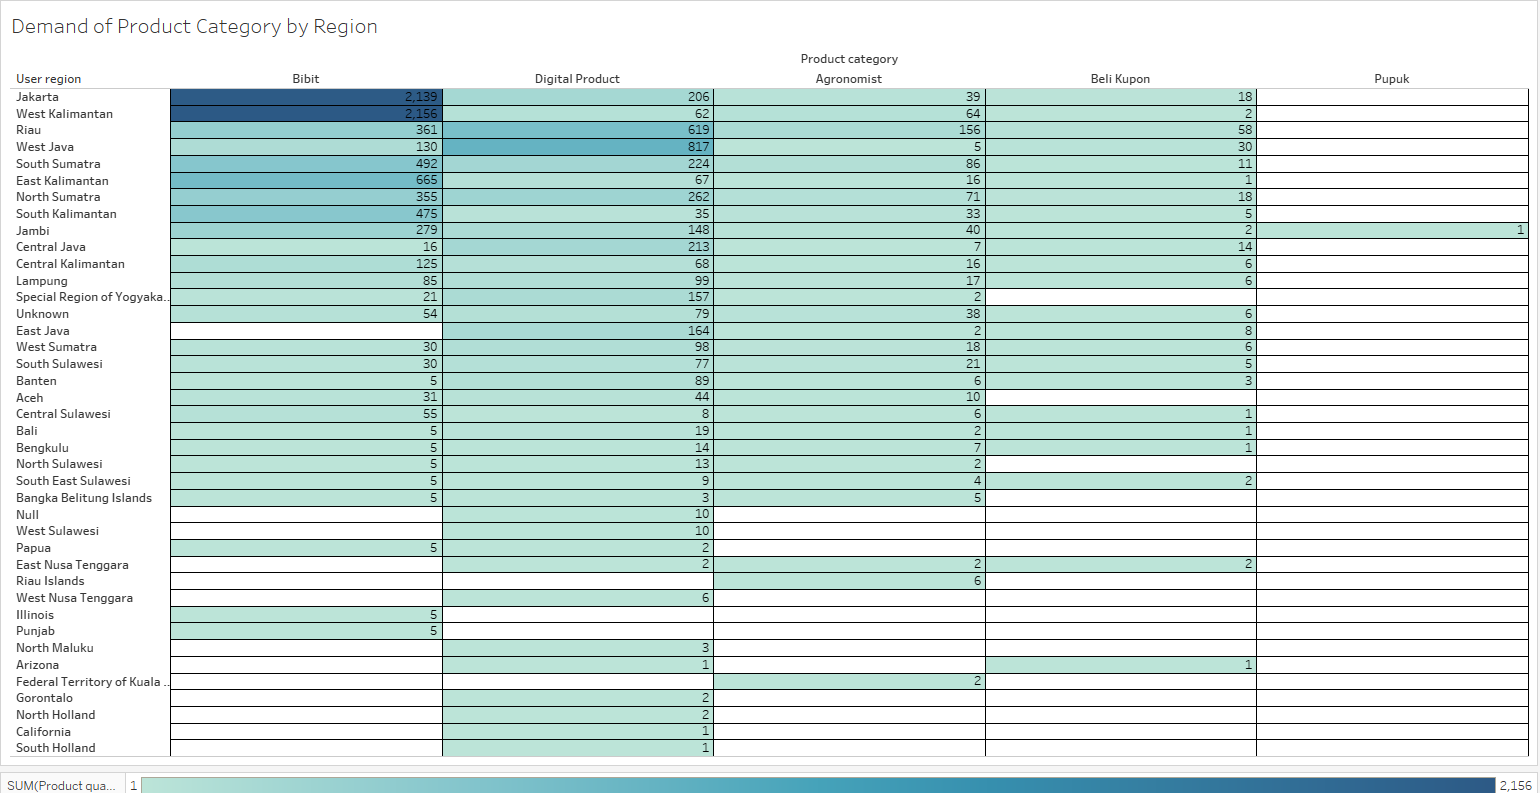 Demand of Product Category by Region
Product category
User region Bibit Digital Product Agronomist Beli Kupon Pupuk
Jakarta 2,139 206 39 18
West Kalimantan 2,156 62 64 2
Riau 361 619 156 58
West Java 130 817 5 30
South Sumatra 492 224 86 11
East Kalimantan 665 67 16 1
North Sumatra 355 262 71 18
South Kalimantan 475 35 33 5
Jambi 279 148 40 2 1
Central Java 16 213 7 14
Central Kalimantan 125 68 16 6
Lampung 85 99 17 6
Special Region of Yogyaka.. 21 157 2
Unknown 54 79 38 6
East Java 164 2 8
West Sumatra 30 98 18 6
South Sulawesi 30 77 21 5
Banten 5 89 6 3
Aceh 31 44 10
Central Sulawesi 55 8 6 1
Bali 5 19 2 1
Bengkulu 5 14 7 1
North Sulawesi 5 13 2
South East Sulawesi 5 9 4 2
Bangka Belitung Islands 5 3 5
Null 10
West Sulawesi 10
Papua 5 2
East Nusa Tenggara 2 2 2
Riau Islands 6
West Nusa Tenggara 6
Illinois 5
Punjab 5
North Maluku 3
Arizona 1 1
Federal Territory of Kuala .. 2
Gorontalo 2
North Holland 2
California 1
South Holland 1
SUM(Product qua... 1 2,156